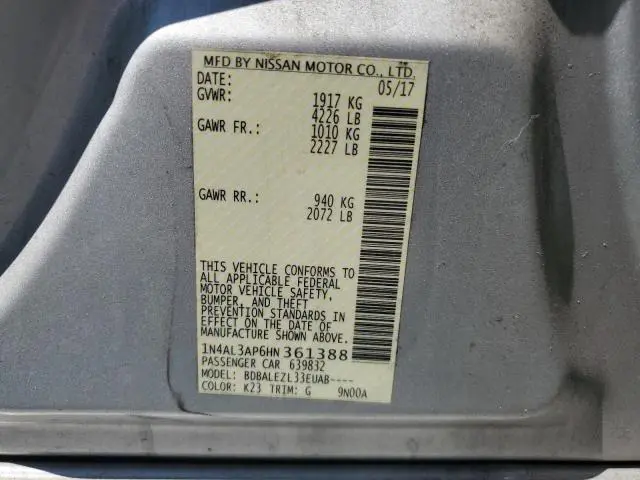 MFD BY NISSAN MOTOR CO., LTD.
DATE: 05/17
GVWR: 1917 KG
4226 LB
GAWR FR.: 1010 KG
2227 LB
GAWR RR.: 940 KG
2072 LB
THIS VEHICLE CONFORMS TO
ALL APPLICABLE FEDERAL
MOTOR VEHICLE SAFETY,
BUMPER, AND THEFT
PREVENTION STANDARDS IN
EFFECT ON THE DATE OF
MANUFACTURE SHOWN ABOVE.
1N4AL3AP6HN361388
PASSENGER CAR 639832
MODEL: BDBALEZL33EUAB----
COLOR: K23 TRIM: G 9N00A